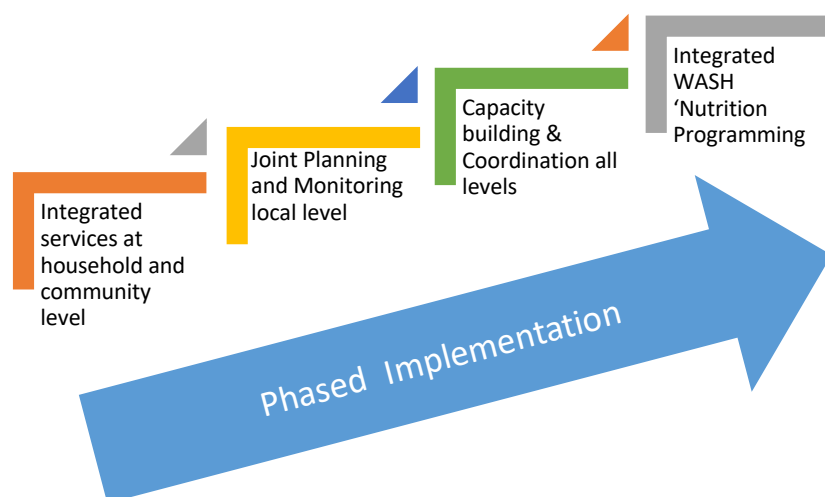 Integrated
services at
household and
community
level
Joint Planning
and Monitoring
local level
Capacity
building &
Coordination all
levels
Integrated
WASH
‘Nutrition
Programming
Phased Implementation